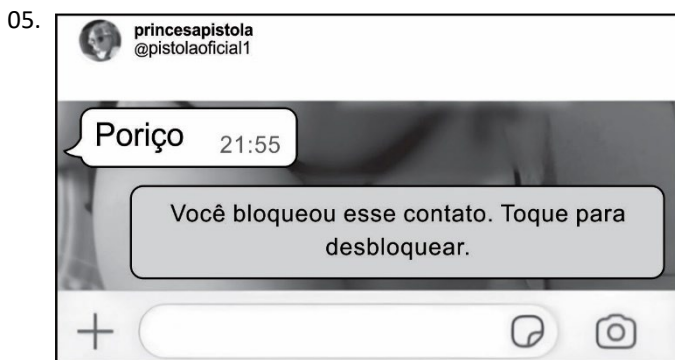 05.
princesapistola
@pistolaoficial1
Poriço 21:55
Você bloqueou esse contato. Toque para
desbloquear.